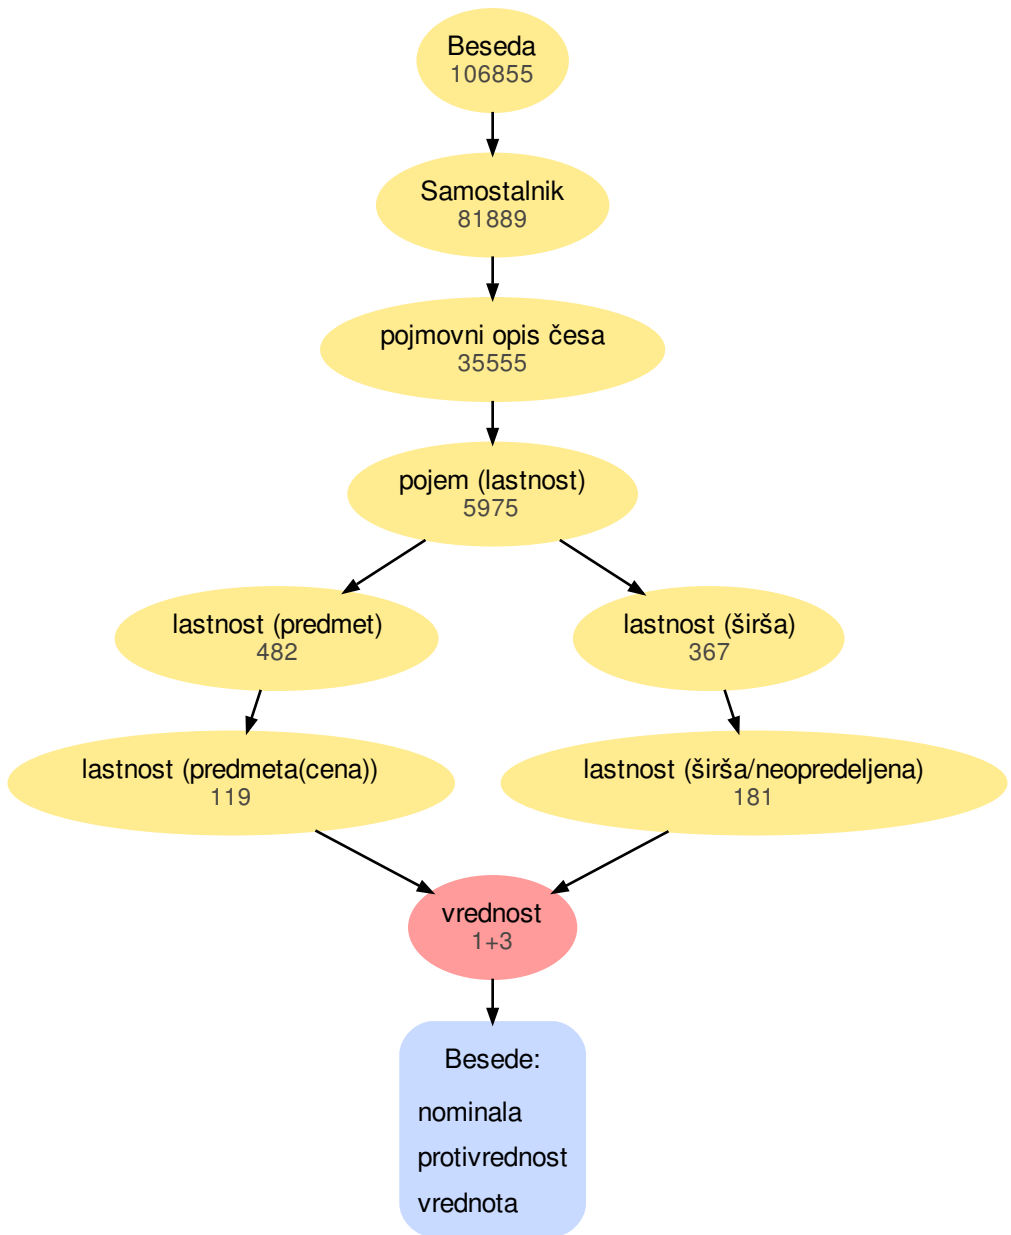 Beseda
106855
Samostalnik
81889
pojmovni opis česa
35555
pojem (lastnost)
5975
lastnost (predmet)
482
lastnost (širša)
367
lastnost (predmeta(cena))
119
lastnost (širša/neopredeljena)
181
vrednost
1+3
Besede:
nominala
protivrednost
vrednota